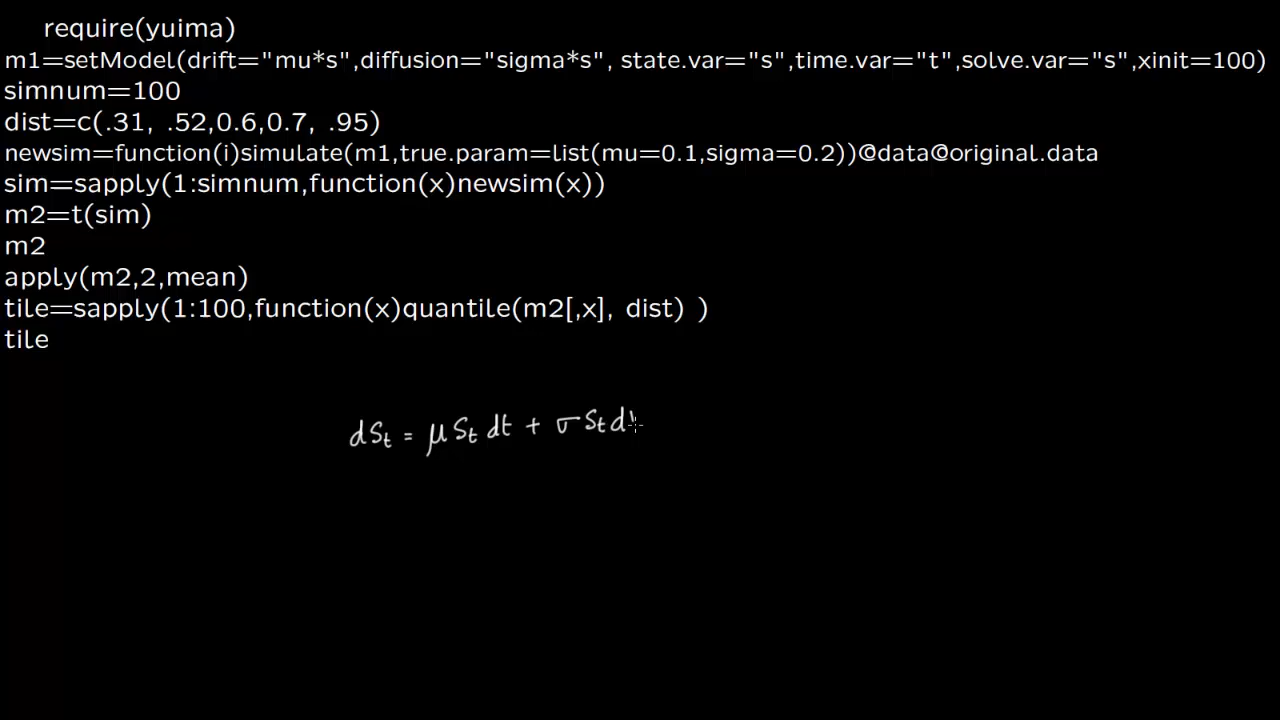 require(yuima)
m1=setModel(drift="mu*s",diffusion="sigma*s", state.var="s",time.var="t",solve.var="s",xinit=100)
simnum=100
dist=c(.31, .52,0.6,0.7, .95)
newsim=function(i)simulate(m1,true.param=list(mu=0.1,sigma=0.2))@data@original.data
sim=sapply(1:simnum,function(x)newsim(x))
m2=t(sim)
m2
apply(m2,2,mean)
tile=sapply(1:100,function(x)quantile(m2[,x], dist) )
tile
dSt = μ St dt + σ St d